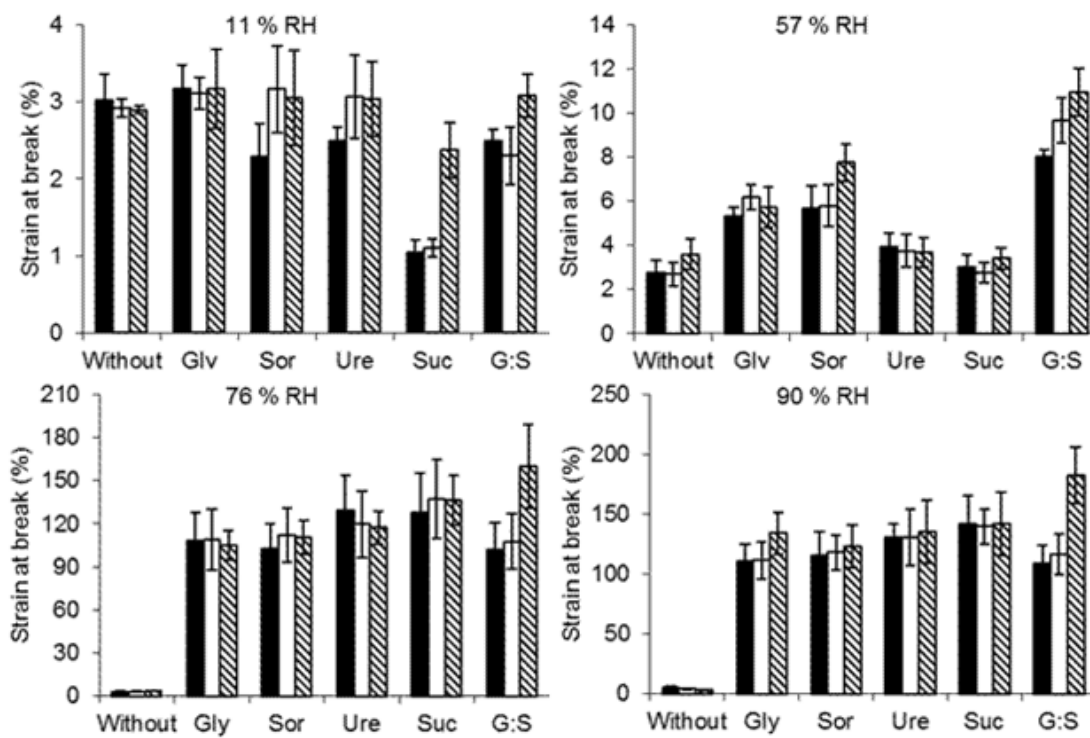 11 % RH
Strain at break (%)
4
3
2
1
0
Without Glv Sor Ure Suc G:S
57 % RH
Strain at break (%)
14
12
10
8
6
4
2
0
Without Gly Sor Ure Suc G:S
76 % RH
Strain at break (%)
210
180
150
120
90
60
30
0
Without Gly Sor Ure Suc G:S
90 % RH
Strain at break (%)
250
200
150
100
50
0
Without Gly Sor Ure Suc G:S